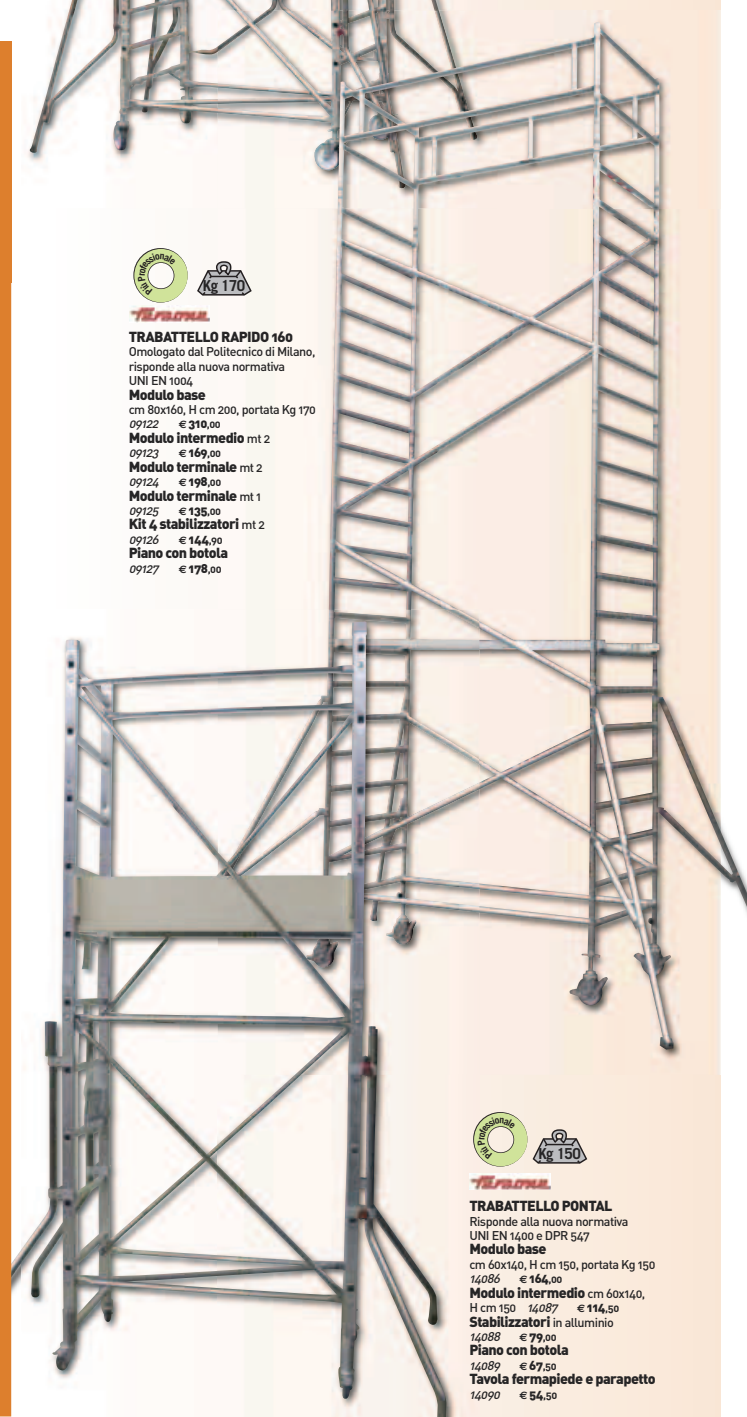 Più Professionale
Kg 170
TRABATTELLO RAPIDO 160
Omologato dal Politecnico di Milano,
risponde alla nuova normativa
UNI EN 1004
Modulo base
cm 80x160, H cm 200, portata Kg 170
09122 € 310,00
Modulo intermedio mt 2
09123 € 169,00
Modulo terminale mt 2
09124 € 198,00
Modulo terminale mt 1
09125 € 135,00
Kit 4 stabilizzatori mt 2
09126 € 144,90
Piano con botola
09127 € 178,00
Più Professionale
Kg 150
TRABATTELLO PONTAL
Risponde alla nuova normativa
UNI EN 1400 e DPR 547
Modulo base
cm 60x140, H cm 150, portata Kg 150
14086 € 164,00
Modulo intermedio cm 60x140,
H cm 150 14087 € 114,50
Stabilizzatori in alluminio
14088 € 79,00
Piano con botola
14089 € 67,50
Tavola fermapiede e parapetto
14090 € 54,50